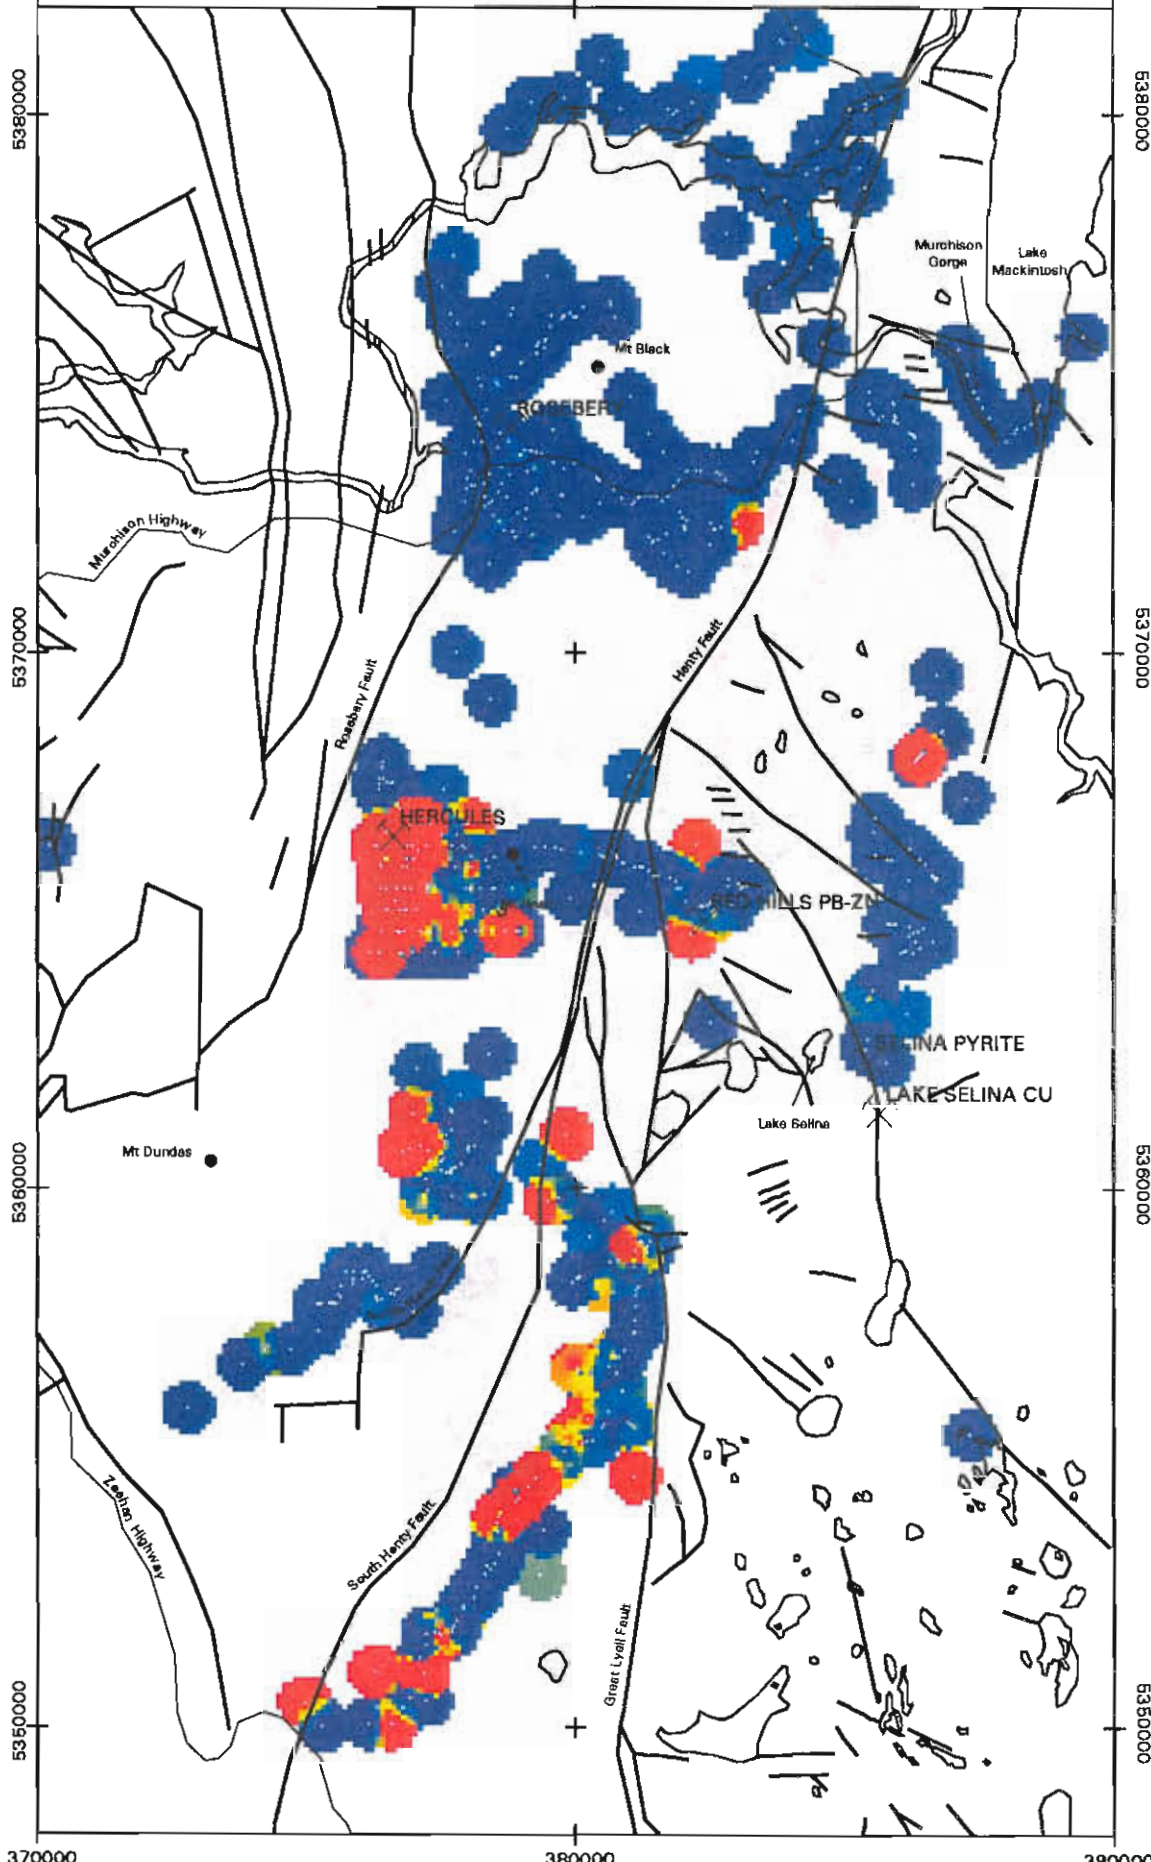 5380000
5380000
Murchison
Gorge
Lake
Mackintosh
Mt Black
ROSEBERY
Murchison Highway
5370000
5370000
Henty Fault
Rosebery Fault
HERCULES
RED HILLS PB-ZN
SELINA PYRITE
LAKE SELINA CU
Lake Selina
Mt Dundas
5360000
5360000
Zeehan Highway
South Henty Fault
Great Lyell Fault
5350000
5350000
370000
380000
390000